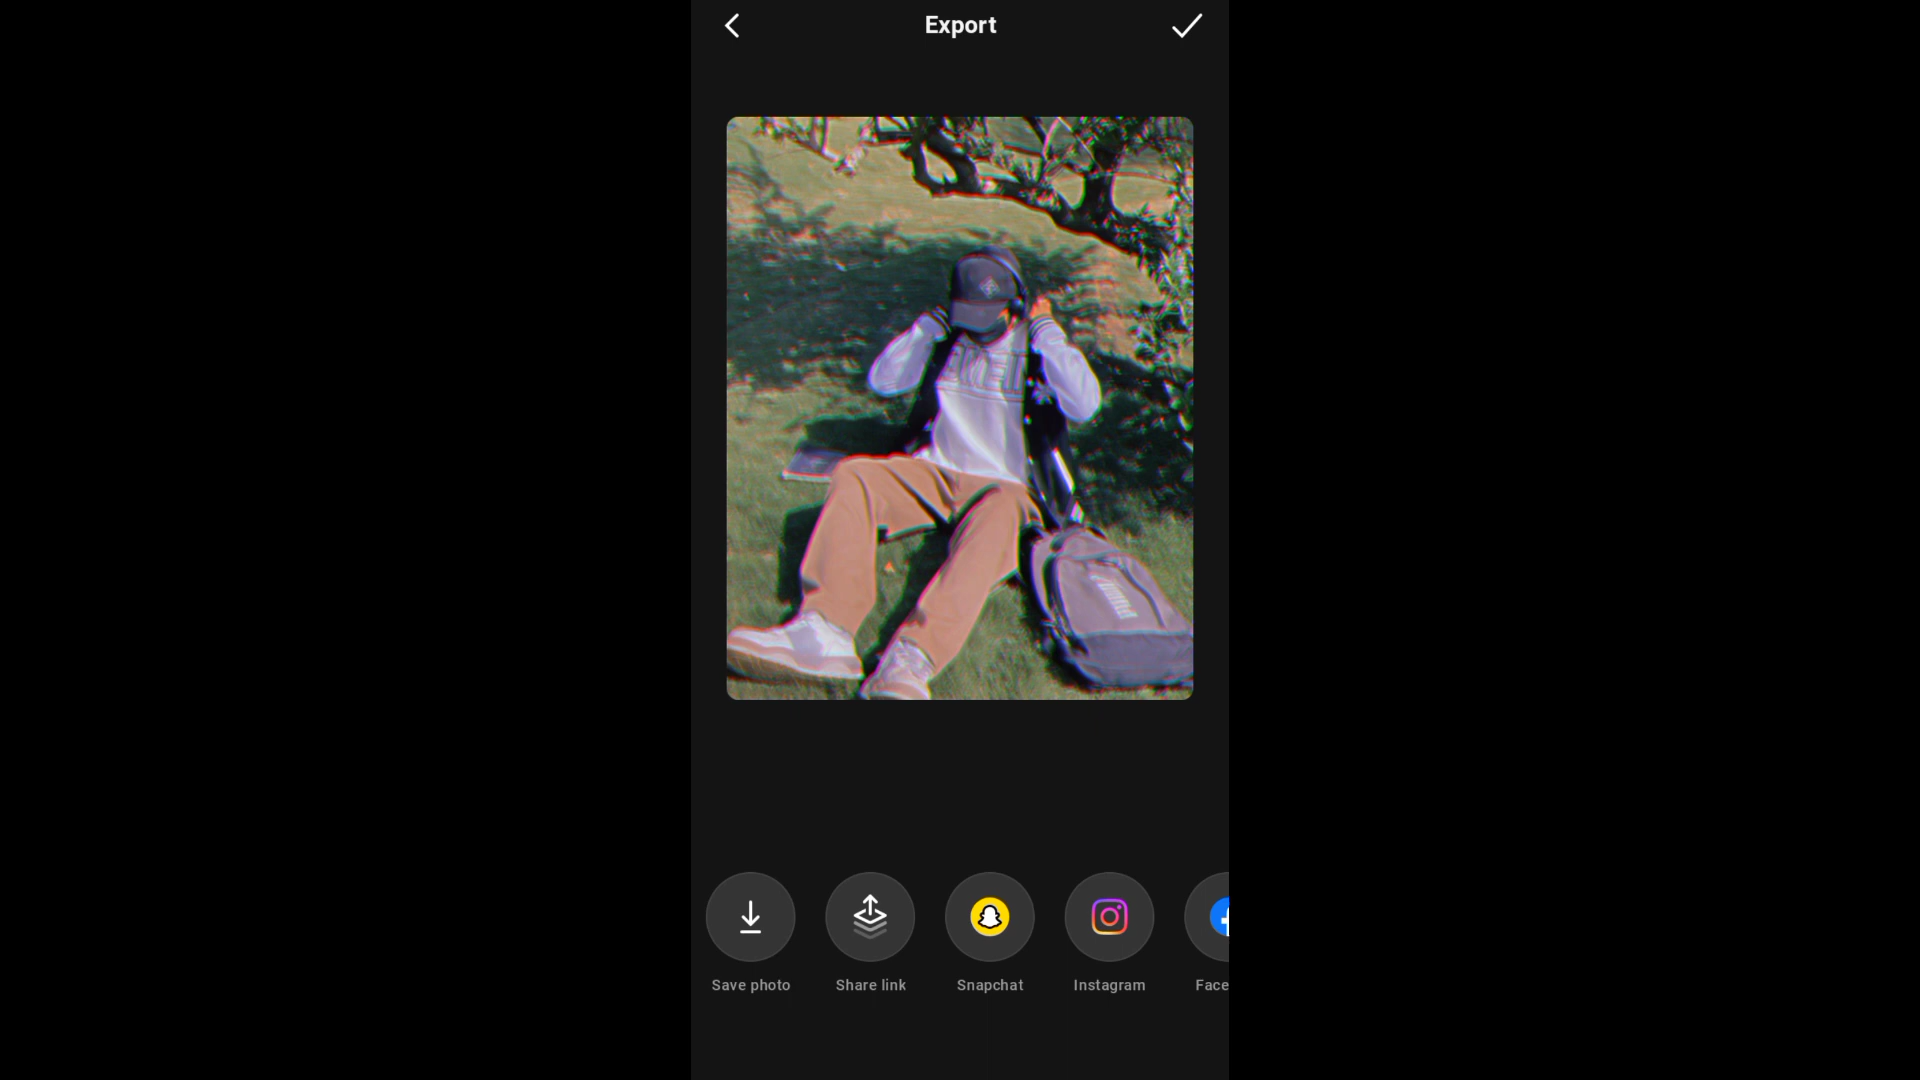 Export
Save photo
Share link
Snapchat
Instagram
Face